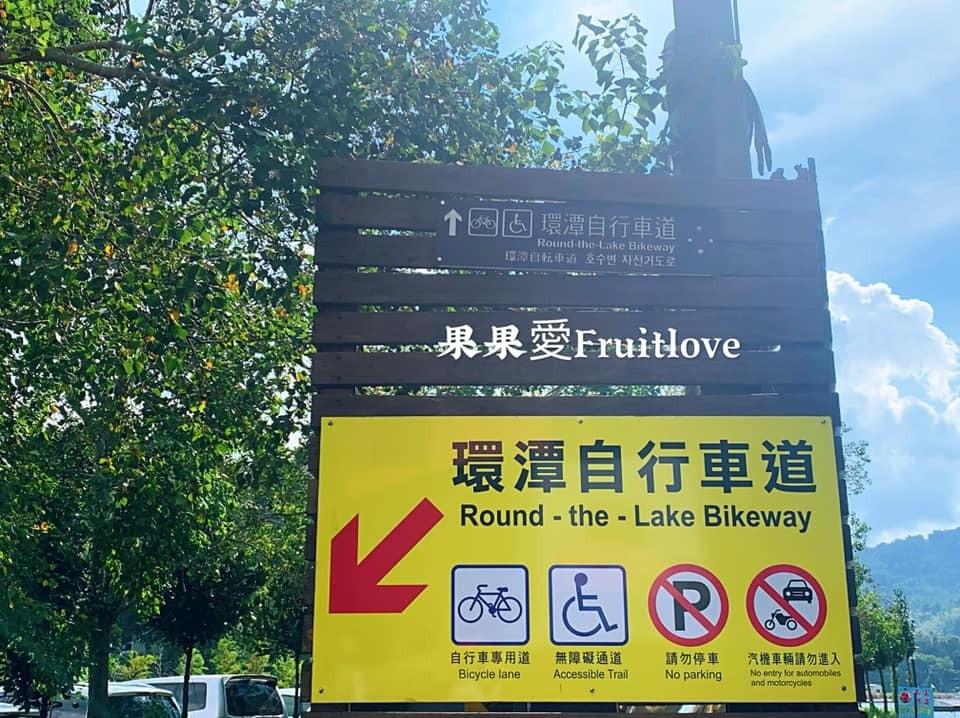 環潭自行車道
Round-the-Lake Bikeway
環潭自転車道 호수변 자전거도로
果果愛Fruitlove
環潭自行車道
Round - the - Lake Bikeway
P
自行車專用道
Bicycle lane
無障礙通道
Accessible Trail
請勿停車
No parking
汽機車輛請勿進入
No entry for automobiles
and motorcycles